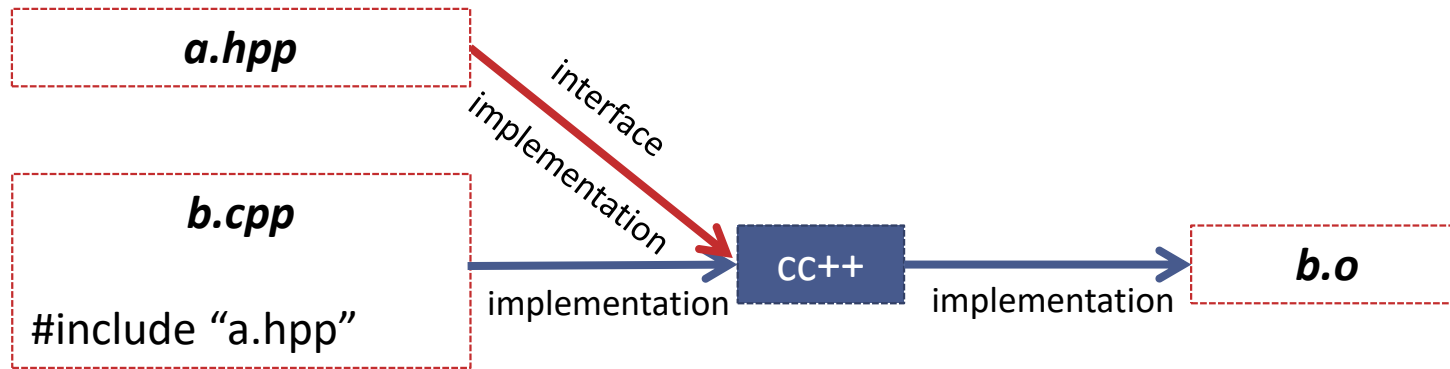 a.hpp
interface
implementation
b.cpp
#include “a.hpp”
implementation
cc++
implementation
b.o